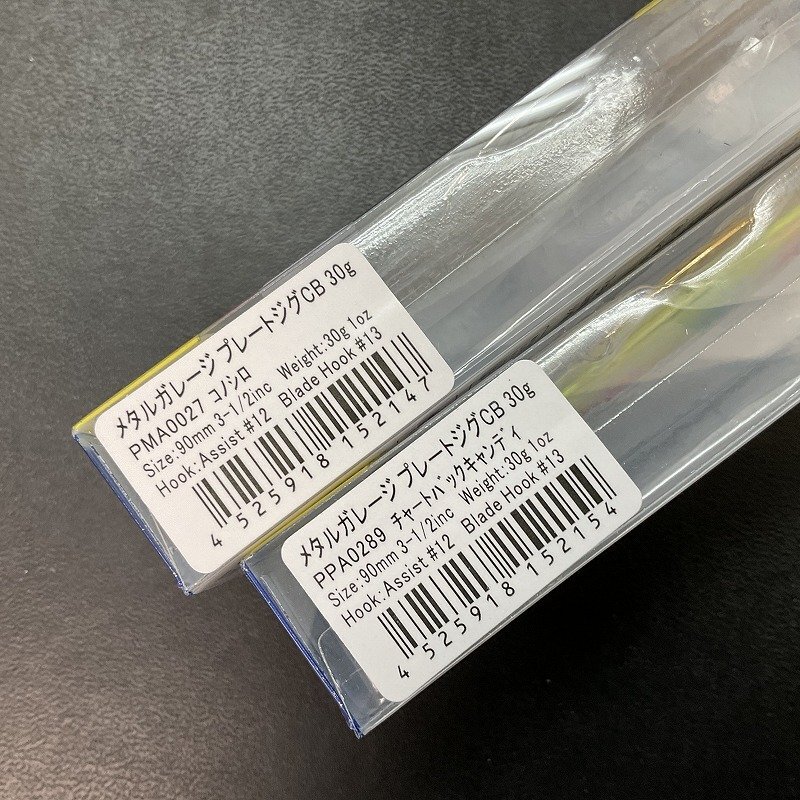 メタルガレージ プレートジグCB 30g
PMA0027 コノシロ
Size:90mm 3-1/2inc Weight:30g 1oz
Hook:Assist #12 Blade Hook #13
4 525918 152147
メタルガレージ プレートジグCB 30g
PPA0289 チャートバックキャンディ
Size:90mm 3-1/2inc Weight:30g 1oz
Hook:Assist #12 Blade Hook #13
4 525918 152154